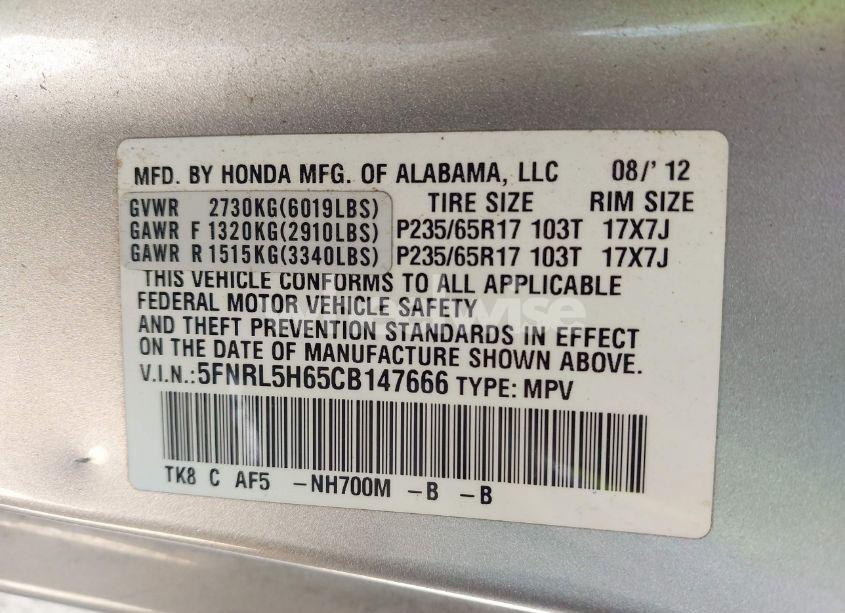 MFD. BY HONDA MFG. OF ALABAMA, LLC 08/' 12
GVWR 2730KG(6019LBS) TIRE SIZE RIM SIZE
GAWR F 1320KG(2910LBS) P235/65R17 103T 17X7J
GAWR R 1515KG(3340LBS) P235/65R17 103T 17X7J
THIS VEHICLE CONFORMS TO ALL APPLICABLE
FEDERAL MOTOR VEHICLE SAFETY
AND THEFT PREVENTION STANDARDS IN EFFECT
ON THE DATE OF MANUFACTURE SHOWN ABOVE.
V.I.N.:5FNRL5H65CB147666 TYPE: MPV
TK8 C AF5 -NH700M -B -B